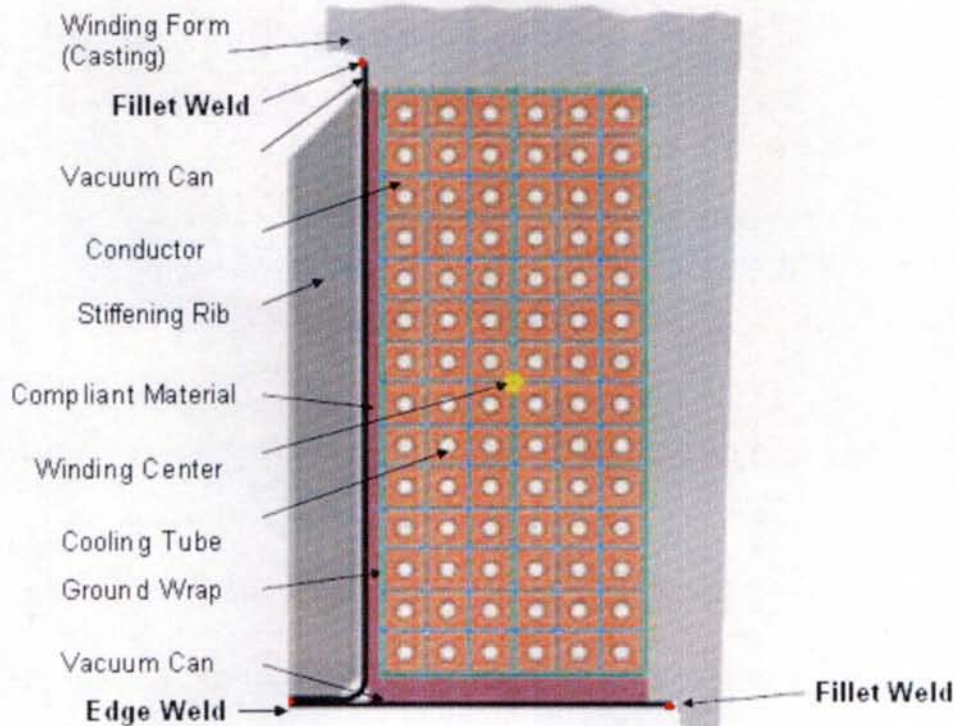 Winding Form
(Casting)
Fillet Weld
Vacuum Can
Conductor
Stiffening Rib
Compliant Material
Winding Center
Cooling Tube
Ground Wrap
Vacuum Can
Edge Weld
Fillet Weld